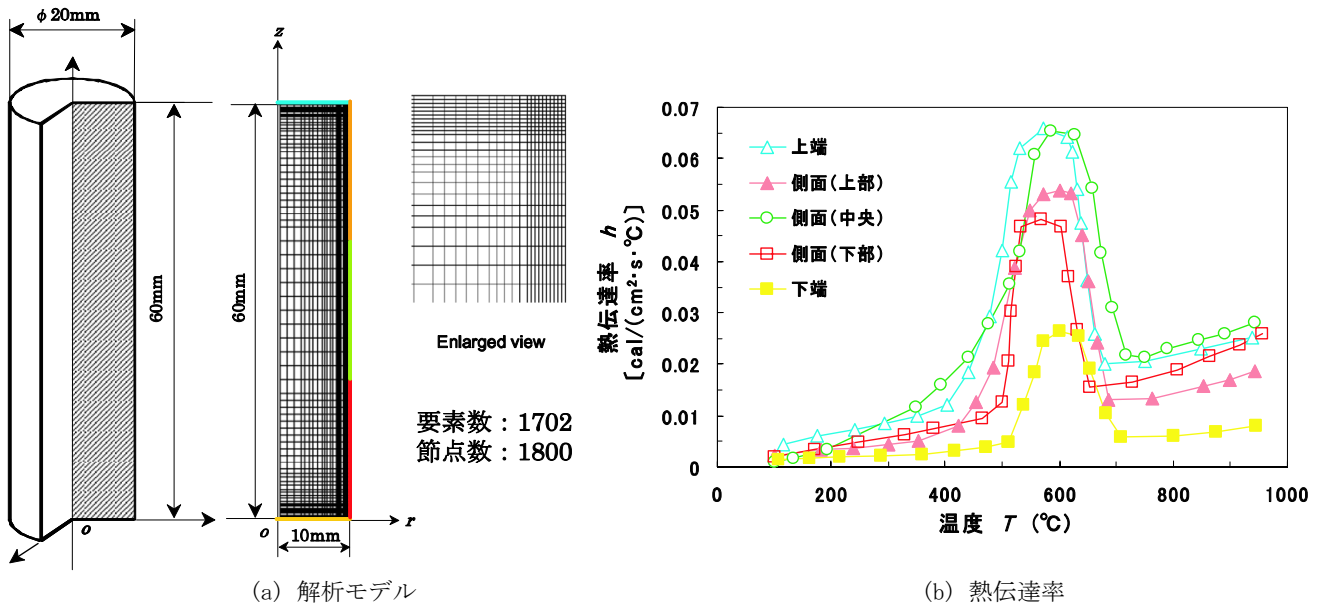 φ20mm
60mm
o
z
60mm
o
r
10mm
Enlarged view
要素数：1702
節点数：1800
(a) 解析モデル
熱伝達率 h
[cal/(cm²·s·℃)]
0.07
0.06
0.05
0.04
0.03
0.02
0.01
0
上端
側面(上部)
側面(中央)
側面(下部)
下端
0
200
400
600
800
1000
温度 T (℃)
(b) 熱伝達率